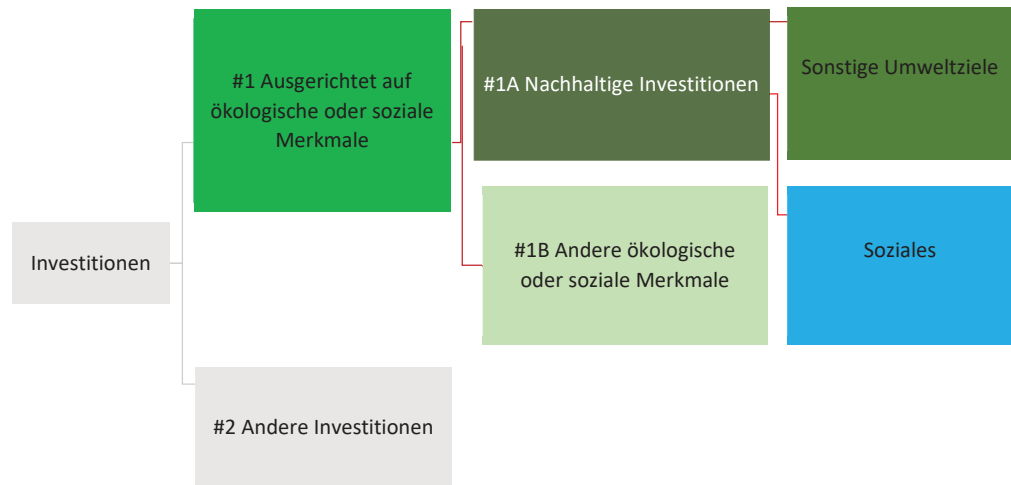 #1 Ausgerichtet auf
ökologische oder soziale
Merkmale
#1A Nachhaltige Investitionen
Sonstige Umweltziele
Investitionen
#1B Andere ökologische
oder soziale Merkmale
Soziales
#2 Andere Investitionen